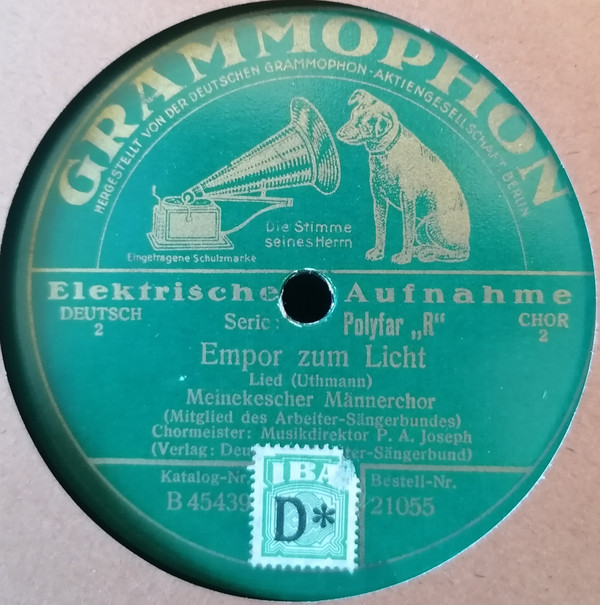 GRAMMOPHON
HERGESTELLT VON DER DEUTSCHEN GRAMMOPHON-AKTIENGESELLSCHAFT, BERLIN
Die Stimme
seines Herrn
Eingetragene Schutzmarke
Elektrische Aufnahme
DEUTSCH
2
Serie: Polyfar „R“
CHOR
2
Empor zum Licht
Lied (Uthmann)
Meinekescher Männerchor
(Mitglied des Arbeiter-Sängerbundes)
Chormeister: Musikdirektor P. A. Joseph
(Verlag: Deu iter-Sängerbund)
Katalog-Nr
Bestell-Nr.
B 45439
/21055
IBA
D*